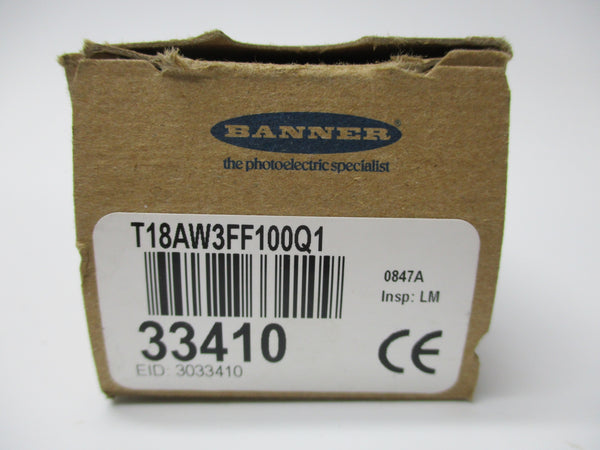 BANNER®
the photoelectric specialist
T18AW3FF100Q1
0847A
Insp: LM
33410
CE
EID: 3033410